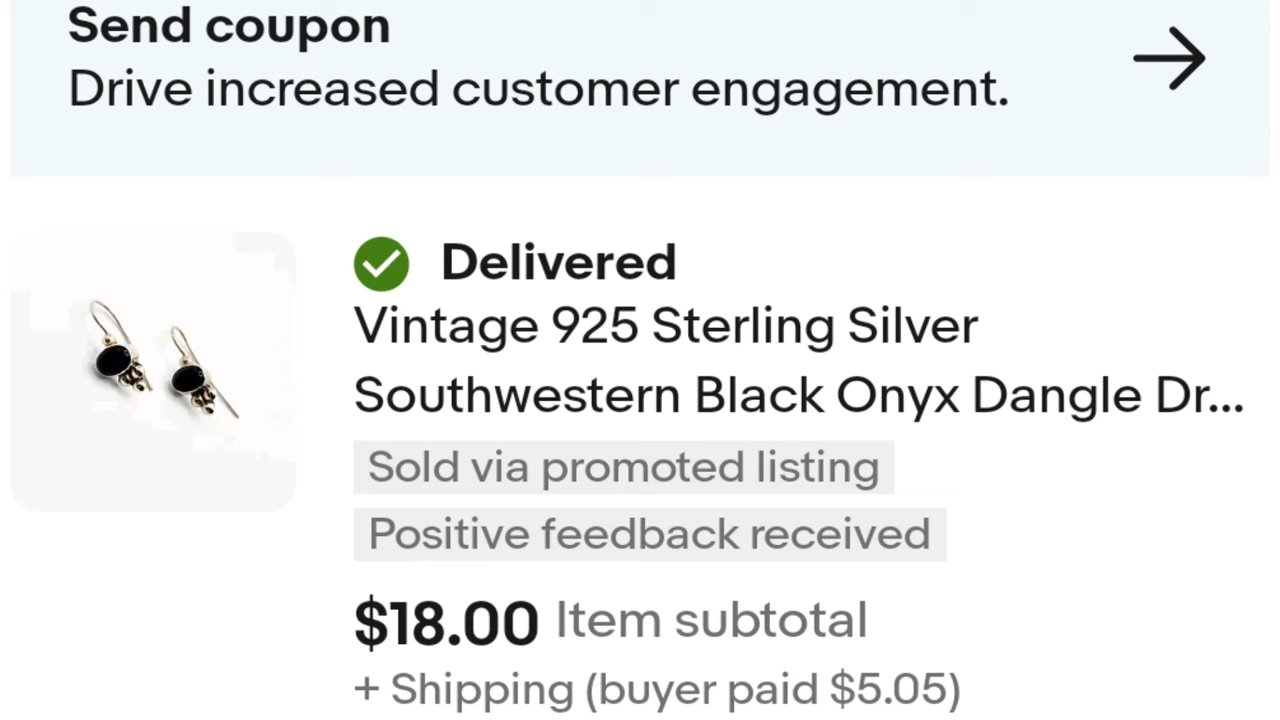 Send coupon
Drive increased customer engagement.
Delivered
Vintage 925 Sterling Silver
Southwestern Black Onyx Dangle Dr...
Sold via promoted listing
Positive feedback received
$18.00 Item subtotal
+ Shipping (buyer paid $5.05)